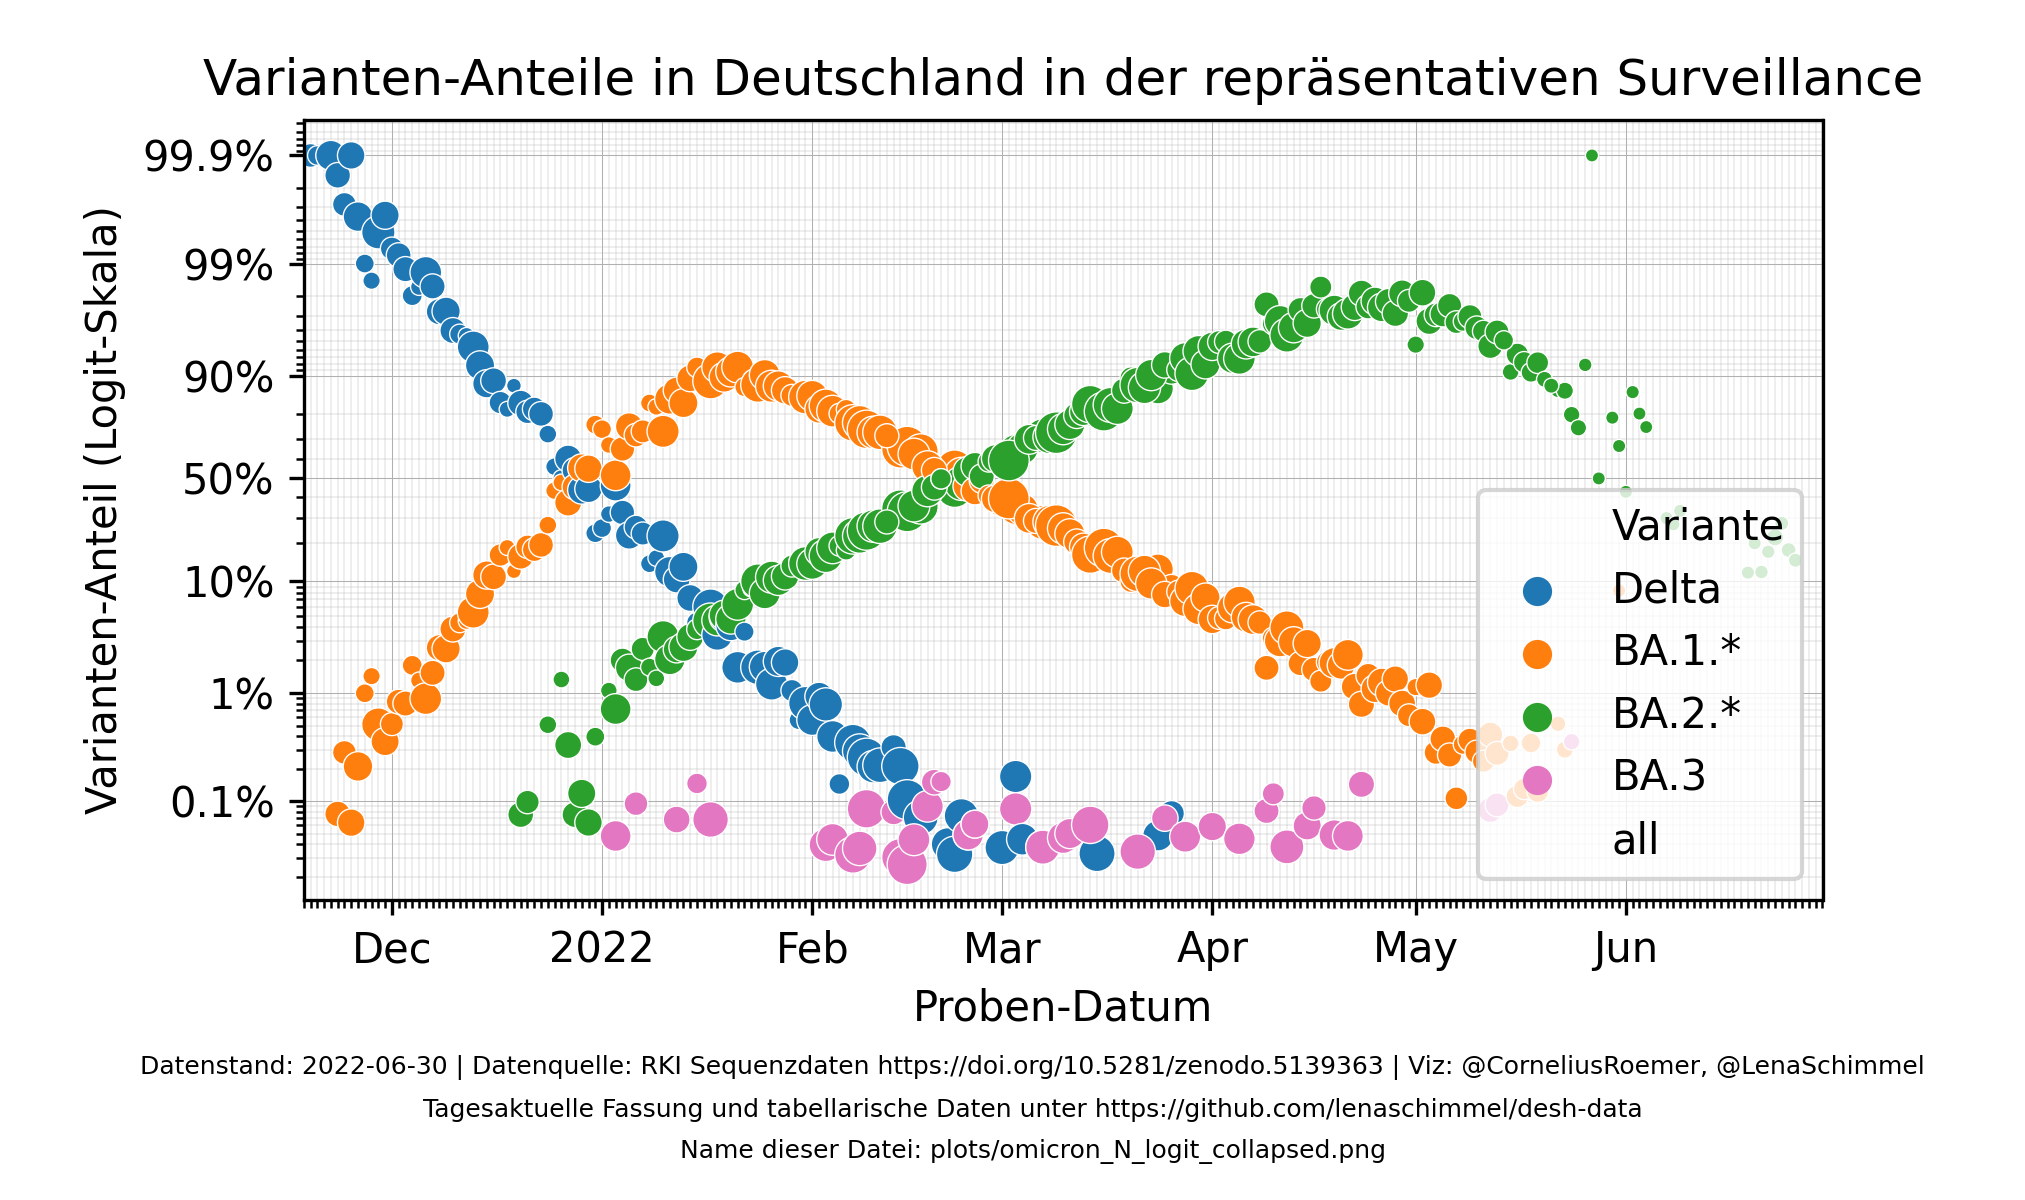 Varianten-Anteile in Deutschland in der repräsentativen Surveillance
Varianten-Anteil (Logit-Skala)
99.9%
99%
90%
50%
10%
1%
0.1%
Variante
Delta
BA.1.*
BA.2.*
BA.3
all
Dec 2022 Feb Mar Apr May Jun
Proben-Datum
Datenstand: 2022-06-30 | Datenquelle: RKI Sequenzdaten https://doi.org/10.5281/zenodo.5139363 | Viz: @CorneliusRoemer, @LenaSchimmel
Tagesaktuelle Fassung und tabellarische Daten unter https://github.com/lenaschimmel/desh-data
Name dieser Datei: plots/omicron_N_logit_collapsed.png